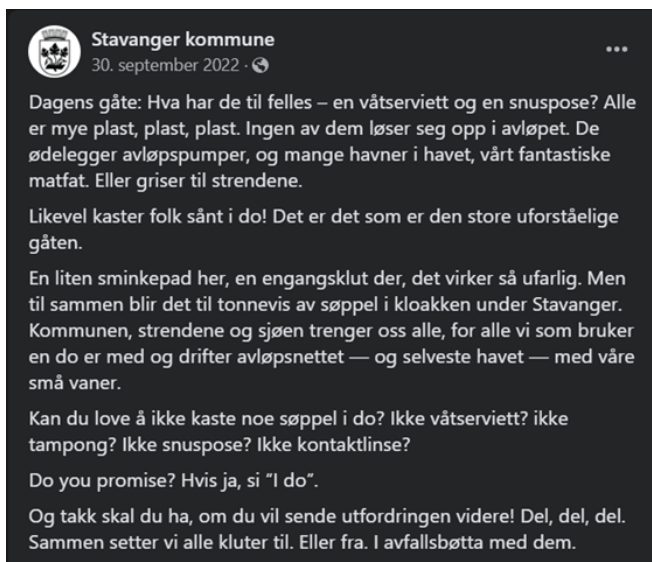 Stavanger kommune
30. september 2022 ·
Dagens gåte: Hva har de til felles – en våtserviett og en snuspose? Alle
er mye plast, plast, plast. Ingen av dem løser seg opp i avløpet. De
ødelegger avløpspumper, og mange havner i havet, vårt fantastiske
matfat. Eller griser til strendene.
Likevel kaster folk sånt i do! Det er det som er den store uforståelige
gåten.
En liten sminkepad her, en engangsklut der, det virker så ufarlig. Men
til sammen blir det til tonnevis av søppel i kloakken under Stavanger.
Kommunen, strendene og sjøen trenger oss alle, for alle vi som bruker
en do er med og drifter avløpsnettet — og selveste havet — med våre
små vaner.
Kan du love å ikke kaste noe søppel i do? Ikke våtserviett? ikke
tampong? Ikke snuspose? Ikke kontaktlinse?
Do you promise? Hvis ja, si “I do”.
Og takk skal du ha, om du vil sende utfordringen videre! Del, del, del.
Sammen setter vi alle kluter til. Eller fra. I avfallsbøtta med dem.